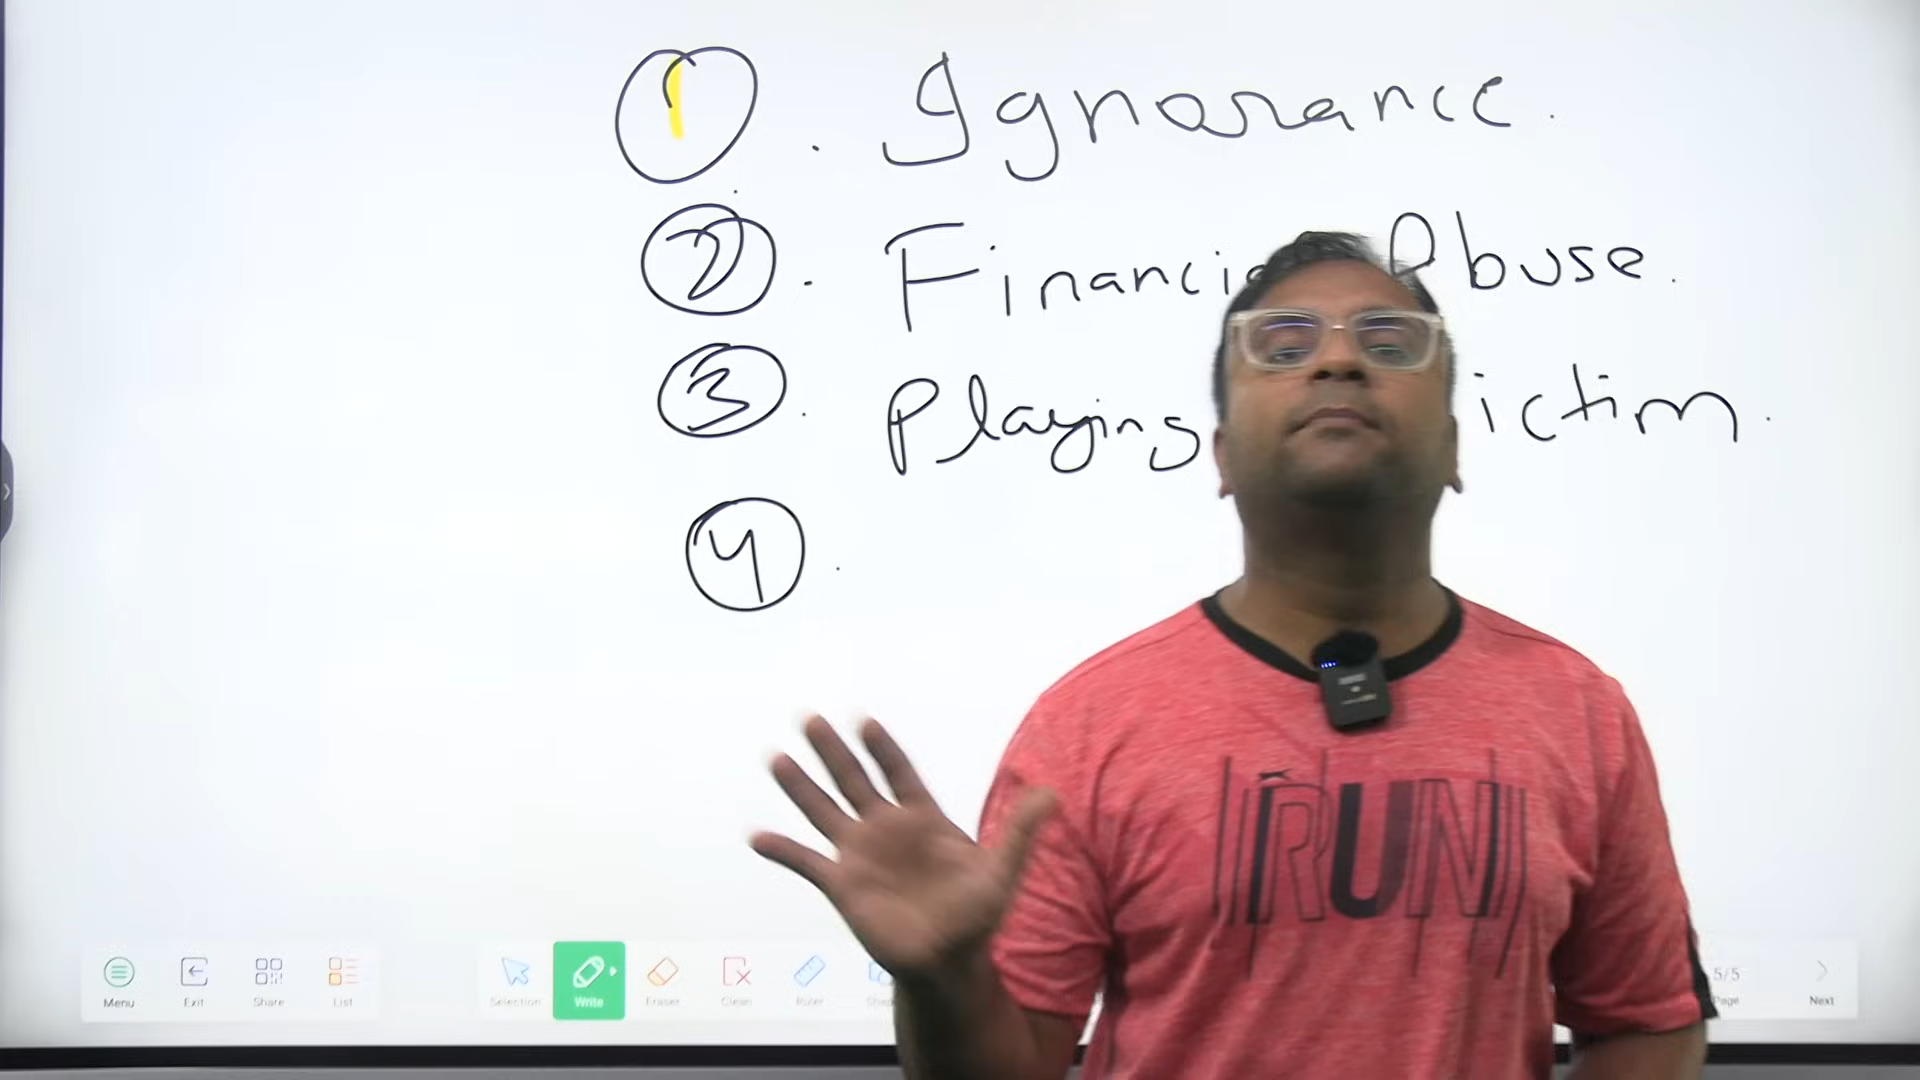 1. Ignorance.
2. Financi Abuse.
3. Playing ictim.
4.
RUN
Menu Exit Share List Selection Write Eraser Clean Ruler 5/5 Page Next